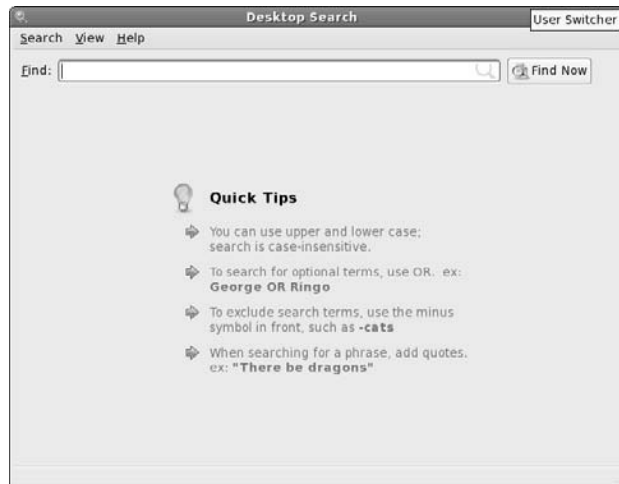 Desktop Search
User Switcher
Search View Help
Find:
Find Now
Quick Tips
You can use upper and lower case;
search is case-insensitive.
To search for optional terms, use OR. ex:
George OR Ringo
To exclude search terms, use the minus
symbol in front, such as -cats
When searching for a phrase, add quotes.
ex: "There be dragons"